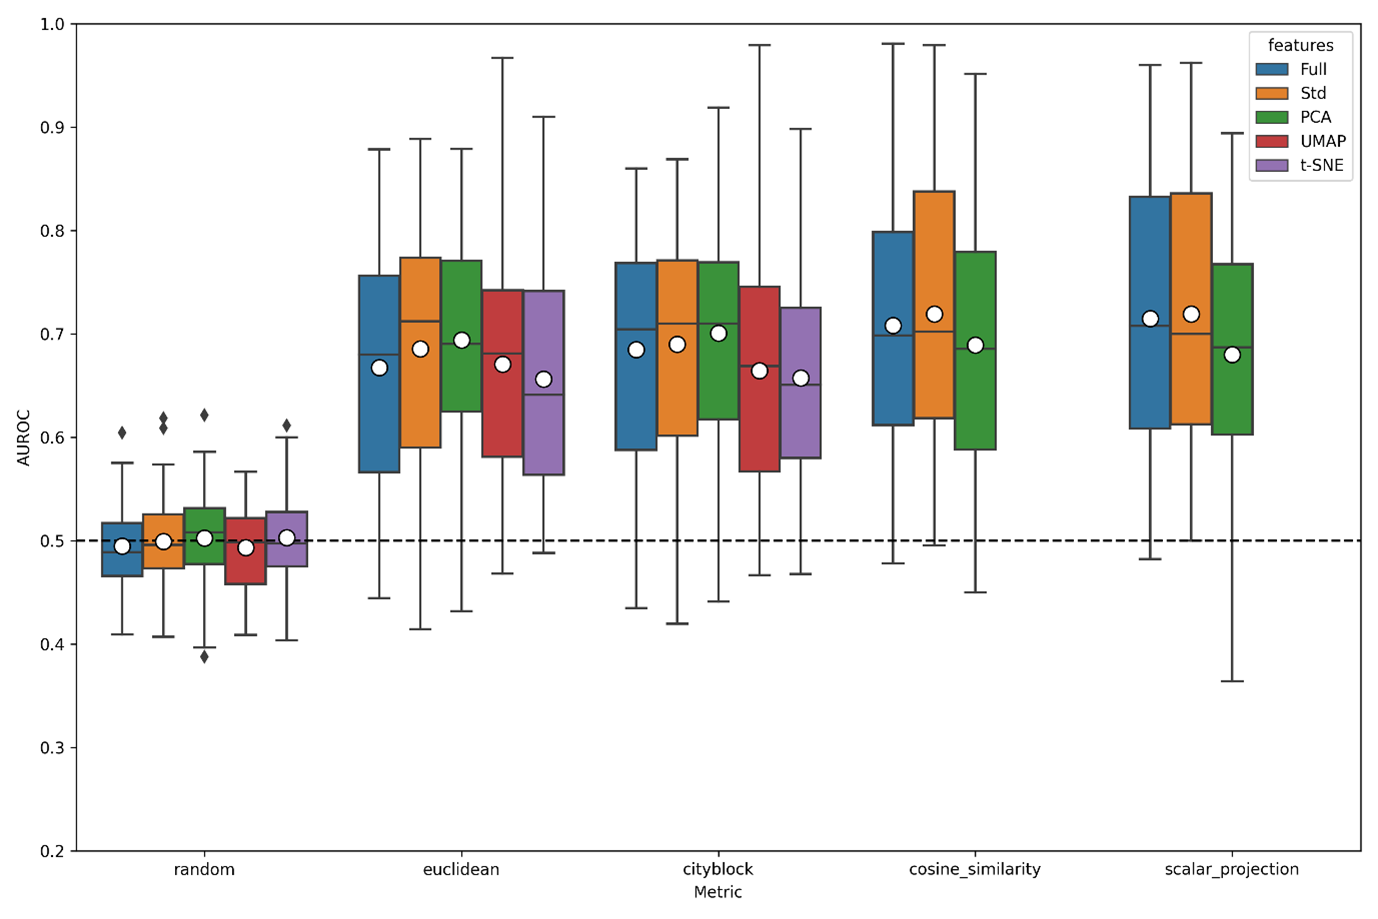 1.0
0.9
0.8
0.7
0.6
0.5
0.4
0.3
0.2
AUROC
features
Full
Std
PCA
UMAP
t-SNE
random
euclidean
cityblock
cosine_similarity
scalar_projection
Metric